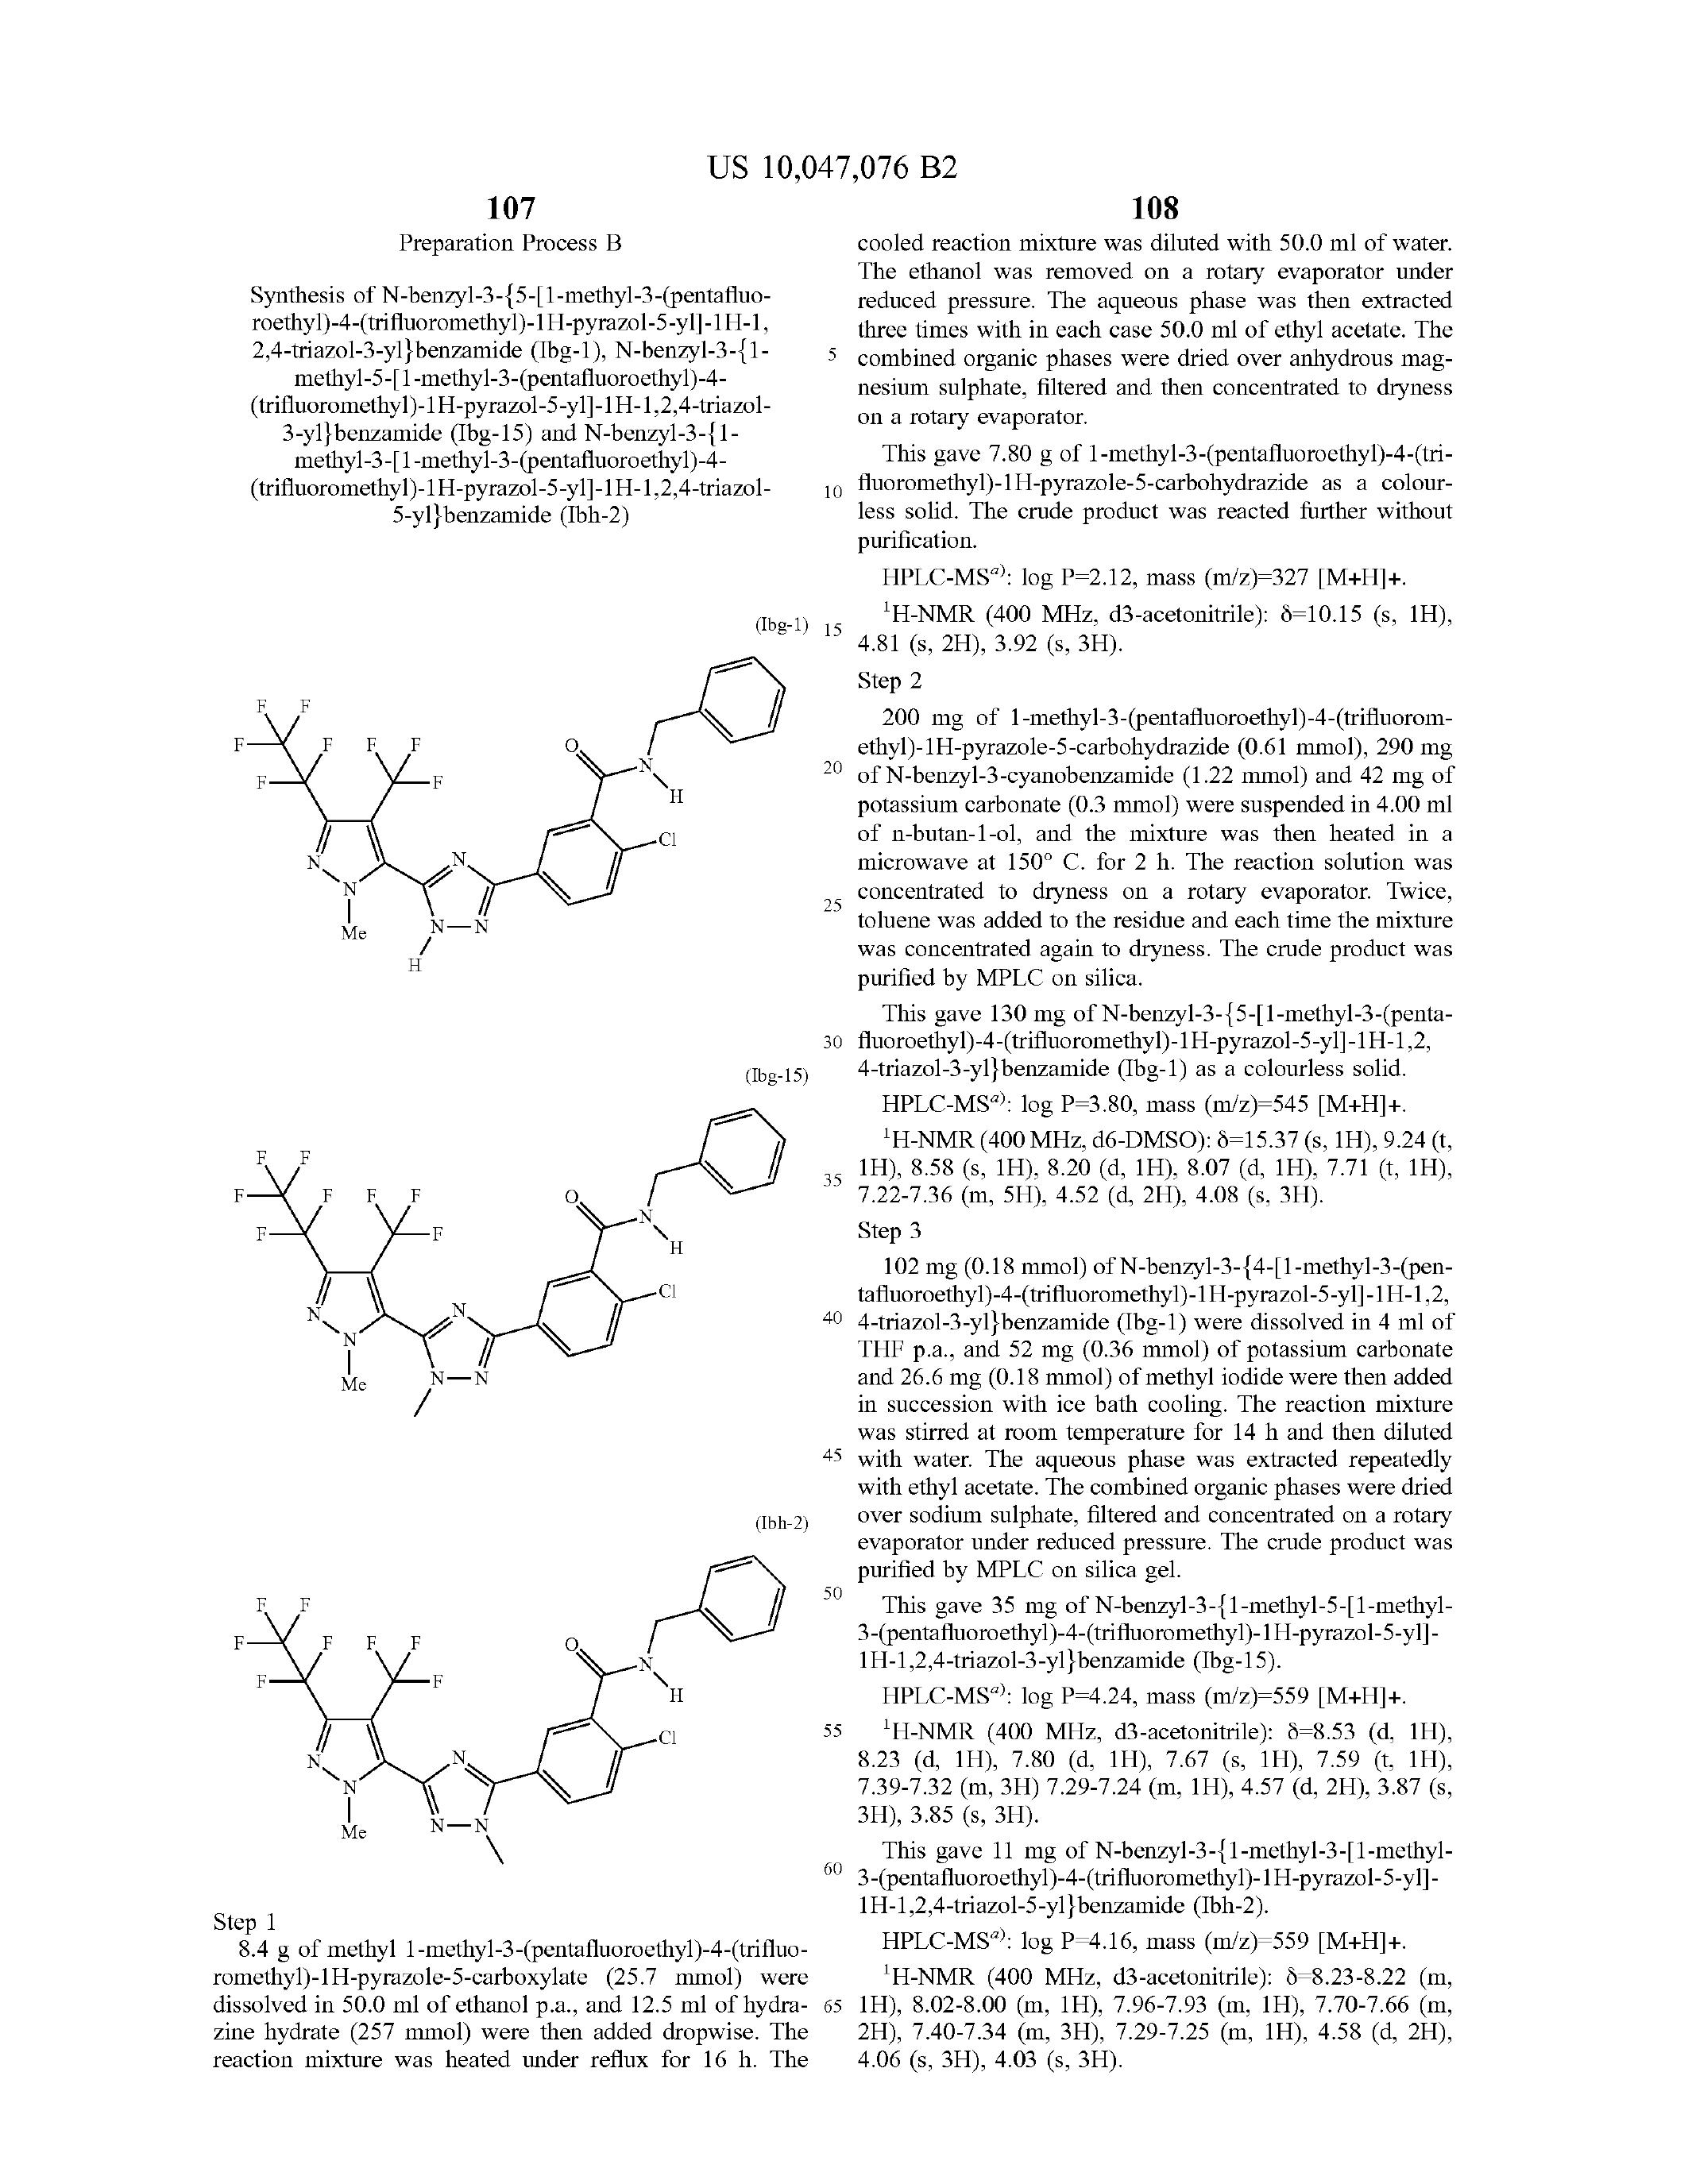 US 10,047,076 B2
107
Preparation Process B
Synthesis of N-benzyl-3-{5-[1-methyl-3-(pentafluo-
roethyl)-4-(trifluoromethyl)-1H-pyrazol-5-yl]-1H-1,
2,4-triazol-3-yl}benzamide (Ibg-1), N-benzyl-3-{1-
methyl-5-[1-methyl-3-(pentafluoroethyl)-4-
(trifluoromethyl)-1H-pyrazol-5-yl]-1H-1,2,4-triazol-
3-yl}benzamide (Ibg-15) and N-benzyl-3-{1-
methyl-3-[1-methyl-3-(pentafluoroethyl)-4-
(trifluoromethyl)-1H-pyrazol-5-yl]-1H-1,2,4-triazol-
5-yl}benzamide (Ibh-2)
(Ibg-1)
F F
F F F F O N
F F H
N N Cl
N
Me N N
H
(Ibg-15)
F F
F F F F O N
F F H
N N Cl
N
Me N N
(Ibh-2)
F F
F F F F O N
F F H
N N Cl
N
Me N N
Step 1
8.4 g of methyl 1-methyl-3-(pentafluoroethyl)-4-(trifluo-
romethyl)-1H-pyrazole-5-carboxylate (25.7 mmol) were
dissolved in 50.0 ml of ethanol p.a., and 12.5 ml of hydra-
zine hydrate (257 mmol) were then added dropwise. The
reaction mixture was heated under reflux for 16 h. The
5
10
15
20
25
30
35
40
45
50
55
60
65
108
cooled reaction mixture was diluted with 50.0 ml of water.
The ethanol was removed on a rotary evaporator under
reduced pressure. The aqueous phase was then extracted
three times with in each case 50.0 ml of ethyl acetate. The
combined organic phases were dried over anhydrous mag-
nesium sulphate, filtered and then concentrated to dryness
on a rotary evaporator.
This gave 7.80 g of 1-methyl-3-(pentafluoroethyl)-4-(tri-
fluoromethyl)-1H-pyrazole-5-carbohydrazide as a colour-
less solid. The crude product was reacted further without
purification.
HPLC-MSᵃ⁾: log P=2.12, mass (m/z)=327 [M+H]+.
¹H-NMR (400 MHz, d3-acetonitrile): δ=10.15 (s, 1H),
4.81 (s, 2H), 3.92 (s, 3H).
Step 2
200 mg of 1-methyl-3-(pentafluoroethyl)-4-(trifluorom-
ethyl)-1H-pyrazole-5-carbohydrazide (0.61 mmol), 290 mg
of N-benzyl-3-cyanobenzamide (1.22 mmol) and 42 mg of
potassium carbonate (0.3 mmol) were suspended in 4.00 ml
of n-butan-1-ol, and the mixture was then heated in a
microwave at 150° C. for 2 h. The reaction solution was
concentrated to dryness on a rotary evaporator. Twice,
toluene was added to the residue and each time the mixture
was concentrated again to dryness. The crude product was
purified by MPLC on silica.
This gave 130 mg of N-benzyl-3-{5-[1-methyl-3-(penta-
fluoroethyl)-4-(trifluoromethyl)-1H-pyrazol-5-yl]-1H-1,2,
4-triazol-3-yl}benzamide (Ibg-1) as a colourless solid.
HPLC-MSᵃ⁾: log P=3.80, mass (m/z)=545 [M+H]+.
¹H-NMR (400 MHz, d6-DMSO): δ=15.37 (s, 1H), 9.24 (t,
1H), 8.58 (s, 1H), 8.20 (d, 1H), 8.07 (d, 1H), 7.71 (t, 1H),
7.22-7.36 (m, 5H), 4.52 (d, 2H), 4.08 (s, 3H).
Step 3
102 mg (0.18 mmol) of N-benzyl-3-{4-[1-methyl-3-(pen-
tafluoroethyl)-4-(trifluoromethyl)-1H-pyrazol-5-yl]-1H-1,2,
4-triazol-3-yl}benzamide (Ibg-1) were dissolved in 4 ml of
THF p.a., and 52 mg (0.36 mmol) of potassium carbonate
and 26.6 mg (0.18 mmol) of methyl iodide were then added
in succession with ice bath cooling. The reaction mixture
was stirred at room temperature for 14 h and then diluted
with water. The aqueous phase was extracted repeatedly
with ethyl acetate. The combined organic phases were dried
over sodium sulphate, filtered and concentrated on a rotary
evaporator under reduced pressure. The crude product was
purified by MPLC on silica gel.
This gave 35 mg of N-benzyl-3-{1-methyl-5-[1-methyl-
3-(pentafluoroethyl)-4-(trifluoromethyl)-1H-pyrazol-5-yl]-
1H-1,2,4-triazol-3-yl}benzamide (Ibg-15).
HPLC-MSᵃ⁾: log P=4.24, mass (m/z)=559 [M+H]+.
¹H-NMR (400 MHz, d3-acetonitrile): δ=8.53 (d, 1H),
8.23 (d, 1H), 7.80 (d, 1H), 7.67 (s, 1H), 7.59 (t, 1H),
7.39-7.32 (m, 3H) 7.29-7.24 (m, 1H), 4.57 (d, 2H), 3.87 (s,
3H), 3.85 (s, 3H).
This gave 11 mg of N-benzyl-3-{1-methyl-3-[1-methyl-
3-(pentafluoroethyl)-4-(trifluoromethyl)-1H-pyrazol-5-yl]-
1H-1,2,4-triazol-5-yl}benzamide (Ibh-2).
HPLC-MSᵃ⁾: log P=4.16, mass (m/z)=559 [M+H]+.
¹H-NMR (400 MHz, d3-acetonitrile): δ=8.23-8.22 (m,
1H), 8.02-8.00 (m, 1H), 7.96-7.93 (m, 1H), 7.70-7.66 (m,
2H), 7.40-7.34 (m, 3H), 7.29-7.25 (m, 1H), 4.58 (d, 2H),
4.06 (s, 3H), 4.03 (s, 3H).